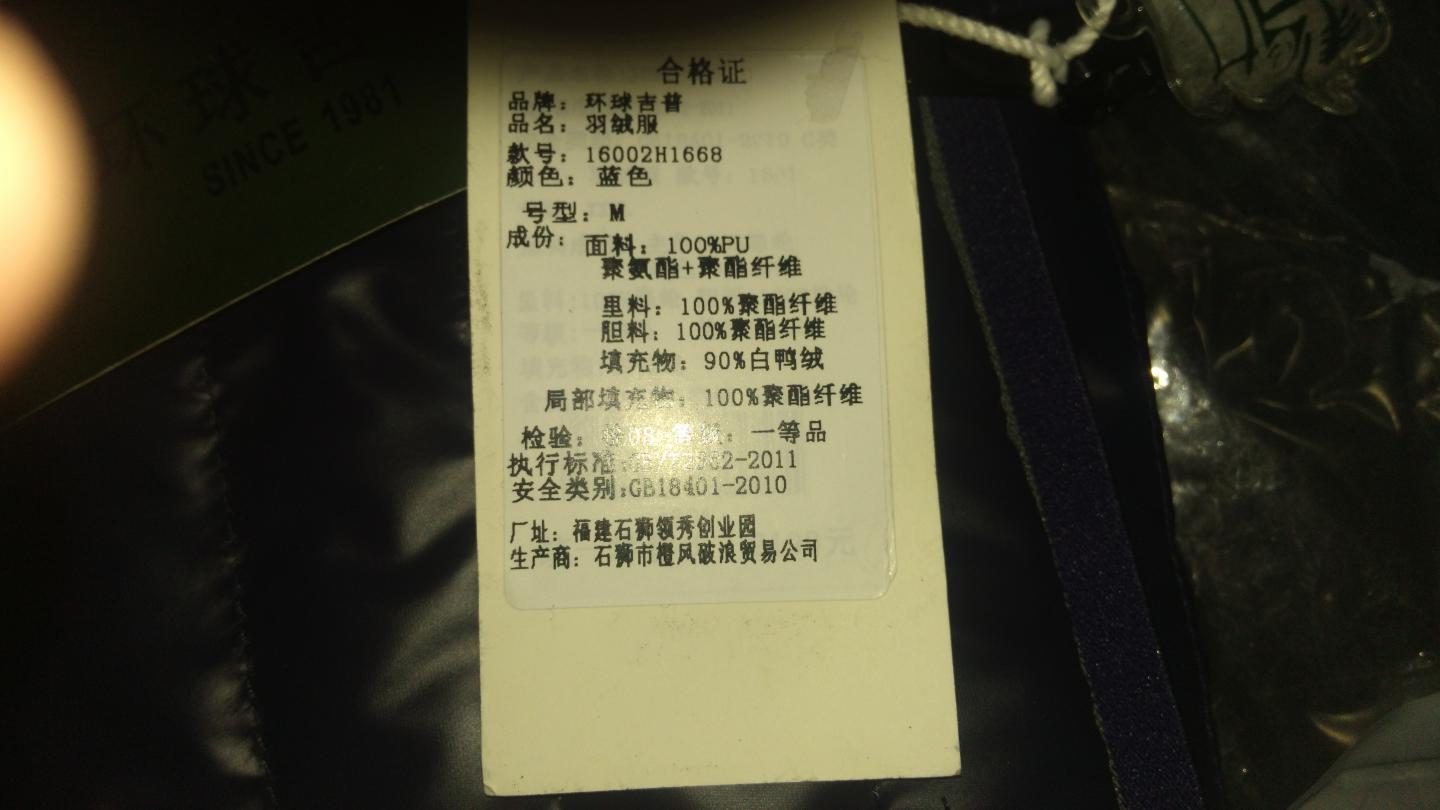 环球吉
SINCE 1981
合格证
品牌：环球吉普
品名：羽绒服
款号：16002H1668
颜色：蓝色
号型：M
成份：面料：100%PU
聚氨酯+聚酯纤维
里料：100%聚酯纤维
胆料：100%聚酯纤维
填充物：90%白鸭绒
局部填充物：100%聚酯纤维
检验：一等品
执行标准:2-2011
安全类别:GB18401-2010
厂址：福建石狮领秀创业园
生产商：石狮市橙风破浪贸易公司